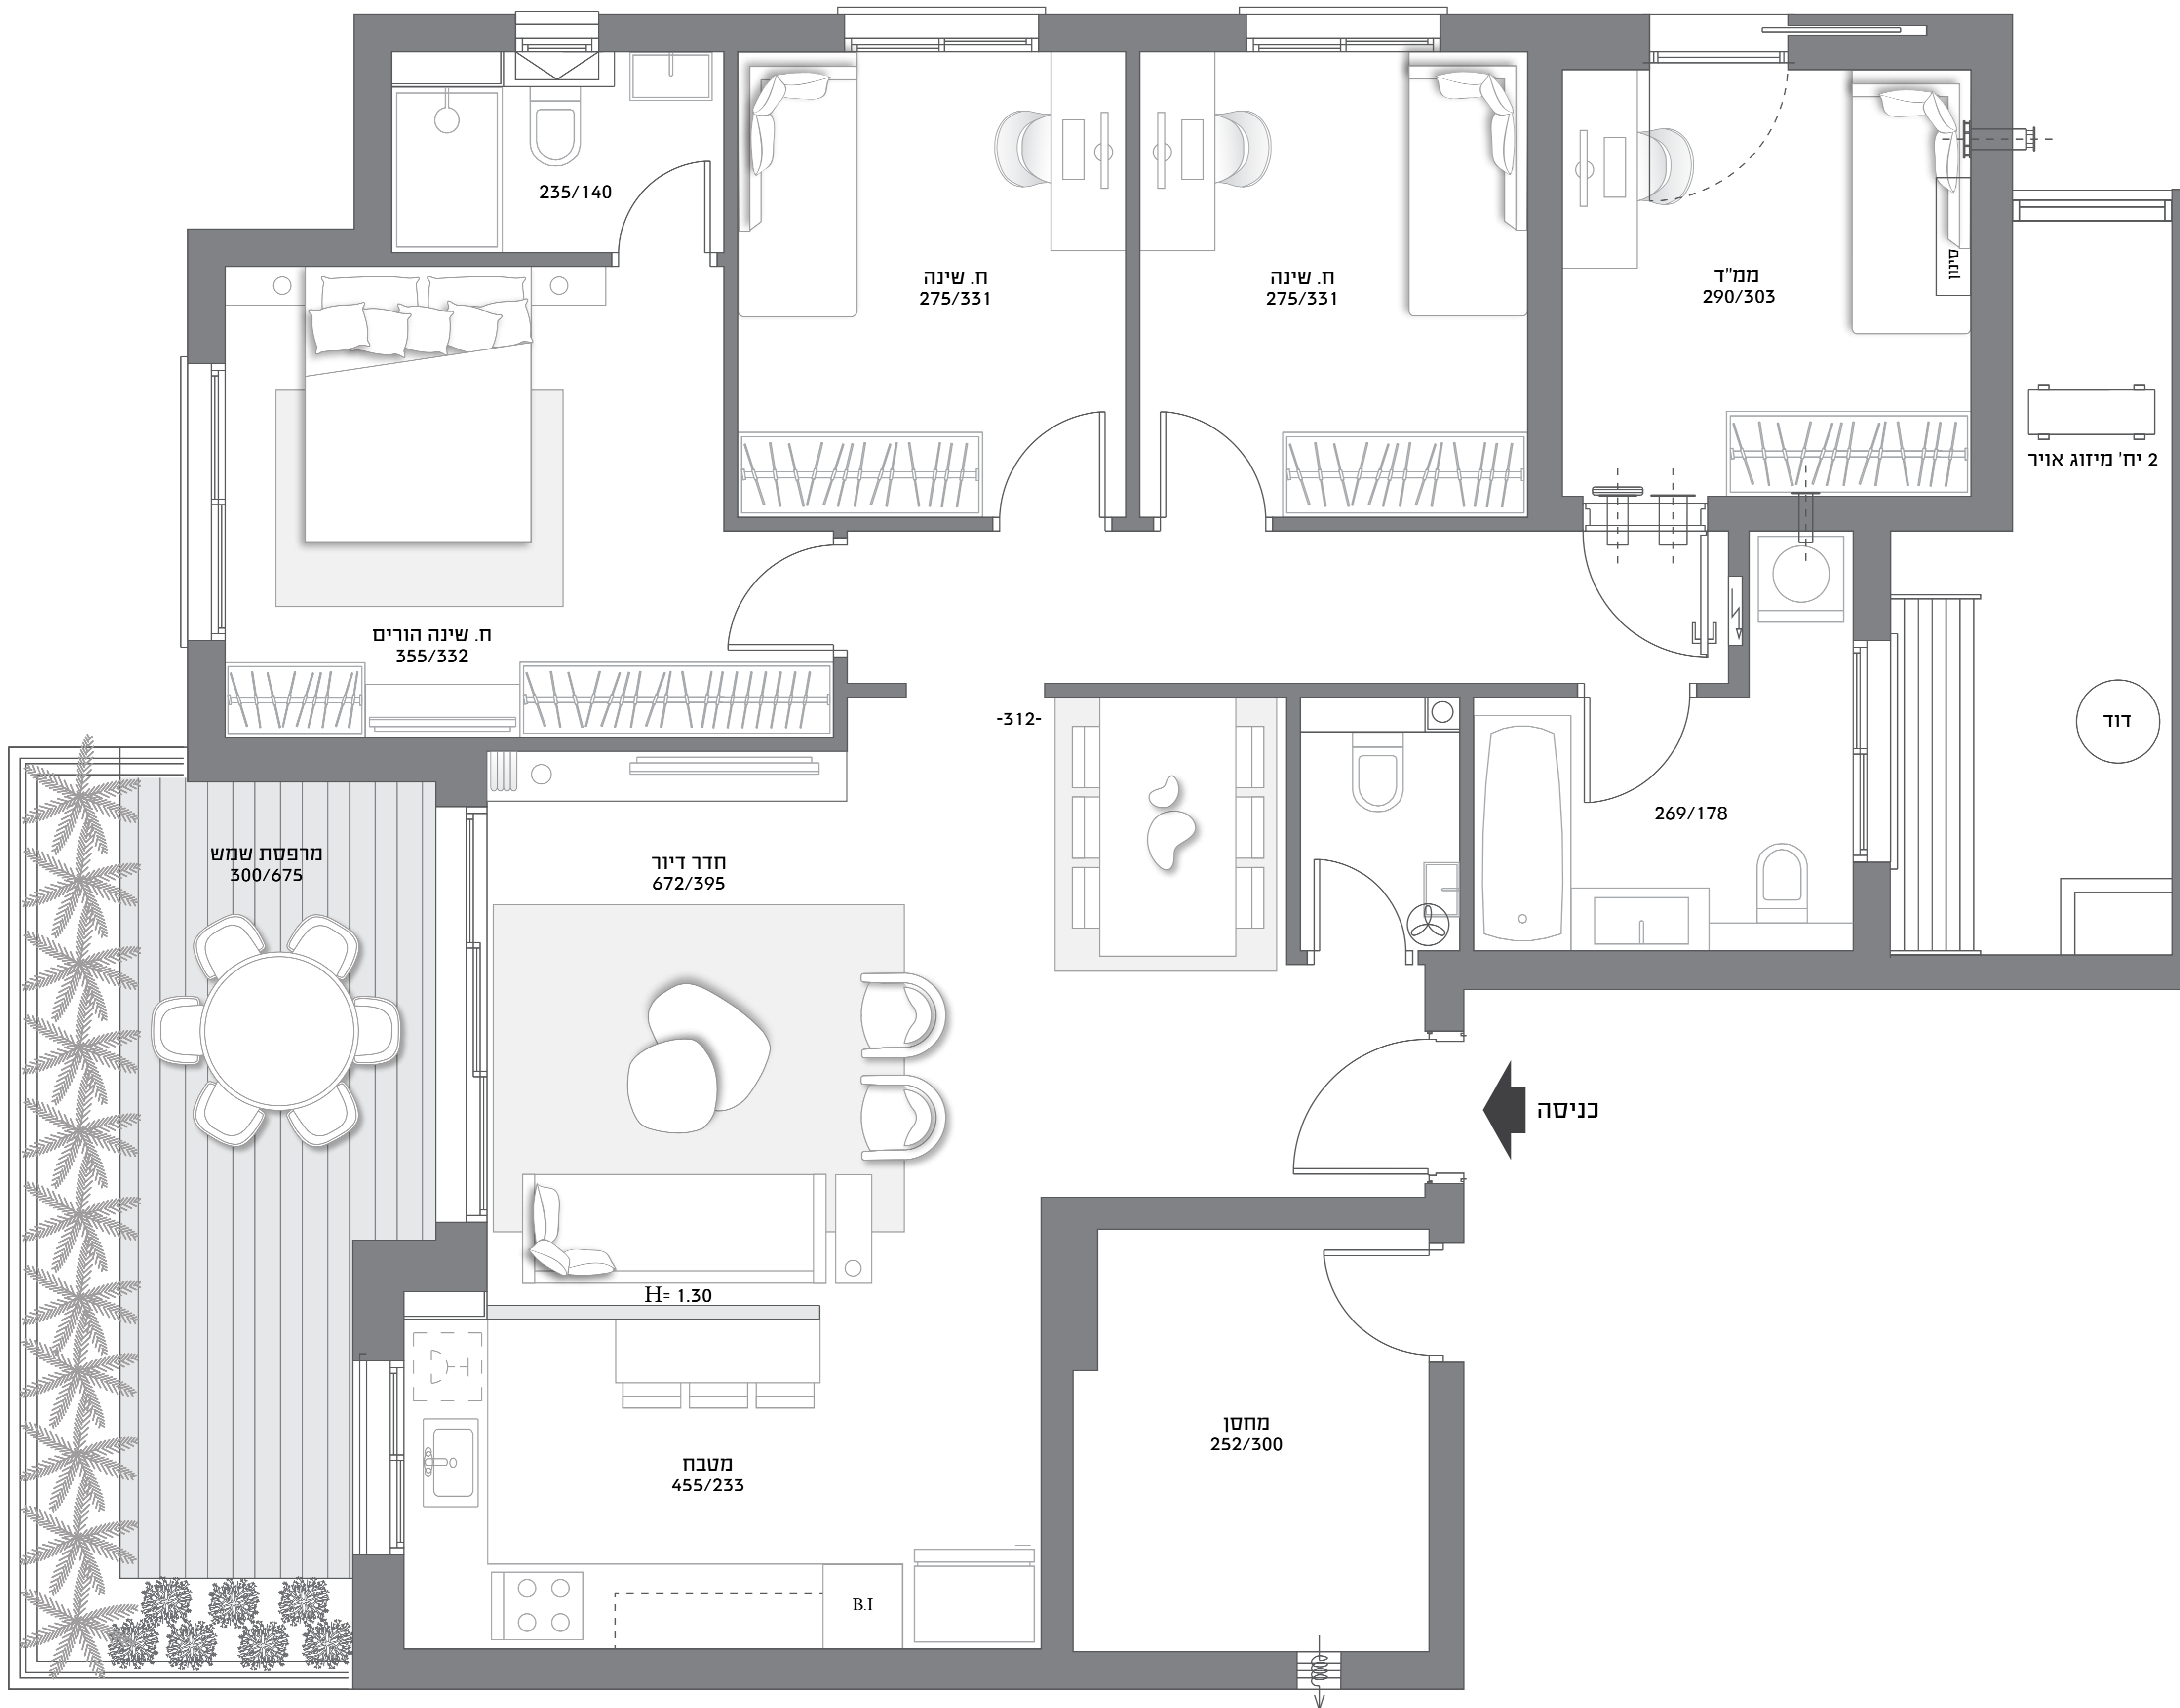 235/140
ח. שינה
275/331
ח. שינה
275/331
ממ"ד
290/303
מינון
2 יח' מיזוג אויר
ח. שינה הורים
355/332
-312-
דוד
269/178
מרפסת שמש
300/675
חדר דיור
672/395
כניסה
H= 1.30
מטבח
455/233
B.I
מחסן
252/300